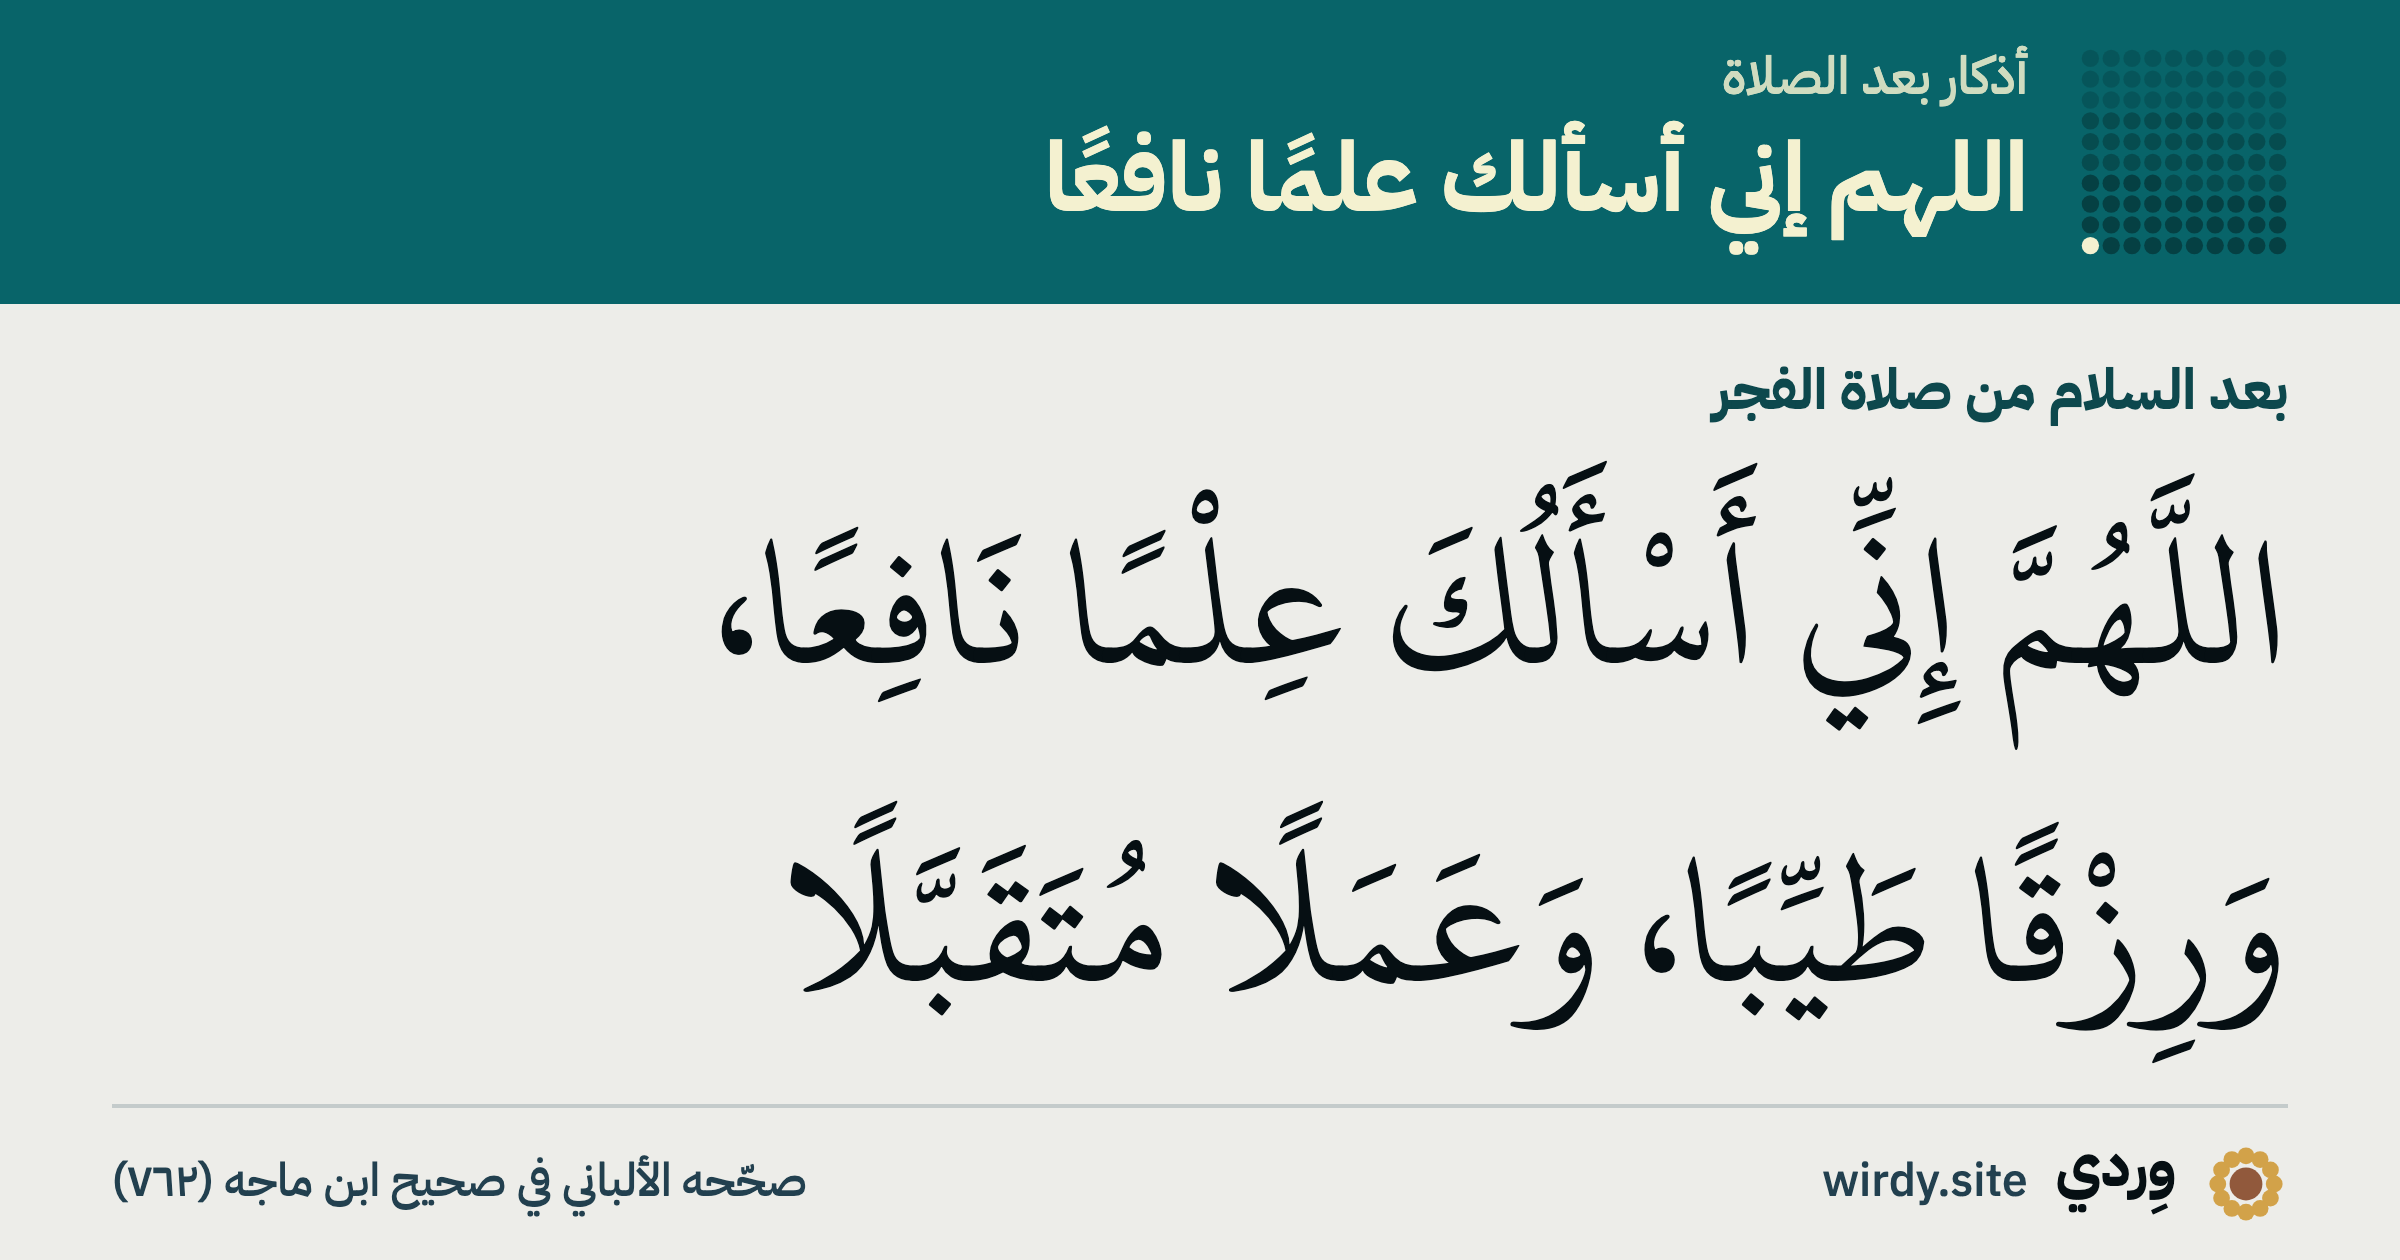 أذكار بعد الصلاة
اللهم إني أسألك علمًا نافعًا
بعد السلام من صلاة الفجر
اللَّهُمَّ إِنِّي أَسْأَلُكَ عِلْمًا نَافِعًا،
وَرِزْقًا طَيِّبًا، وَعَمَلًا مُتَقَبَّلًا
وِردي wirdy.site
صحّحه الألباني في صحيح ابن ماجه (٧٦٢)